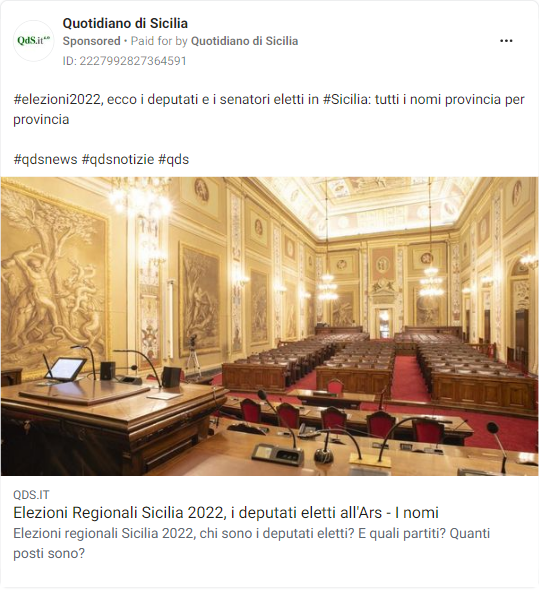 QdS.it
Quotidiano di Sicilia
Sponsored • Paid for by Quotidiano di Sicilia
ID: 2227992827364591
#elezioni2022, ecco i deputati e i senatori eletti in #Sicilia: tutti i nomi provincia per
provincia
#qdsnews #qdsnotizie #qds
QDS.IT
Elezioni Regionali Sicilia 2022, i deputati eletti all'Ars - I nomi
Elezioni regionali Sicilia 2022, chi sono i deputati eletti? E quali partiti? Quanti
posti sono?